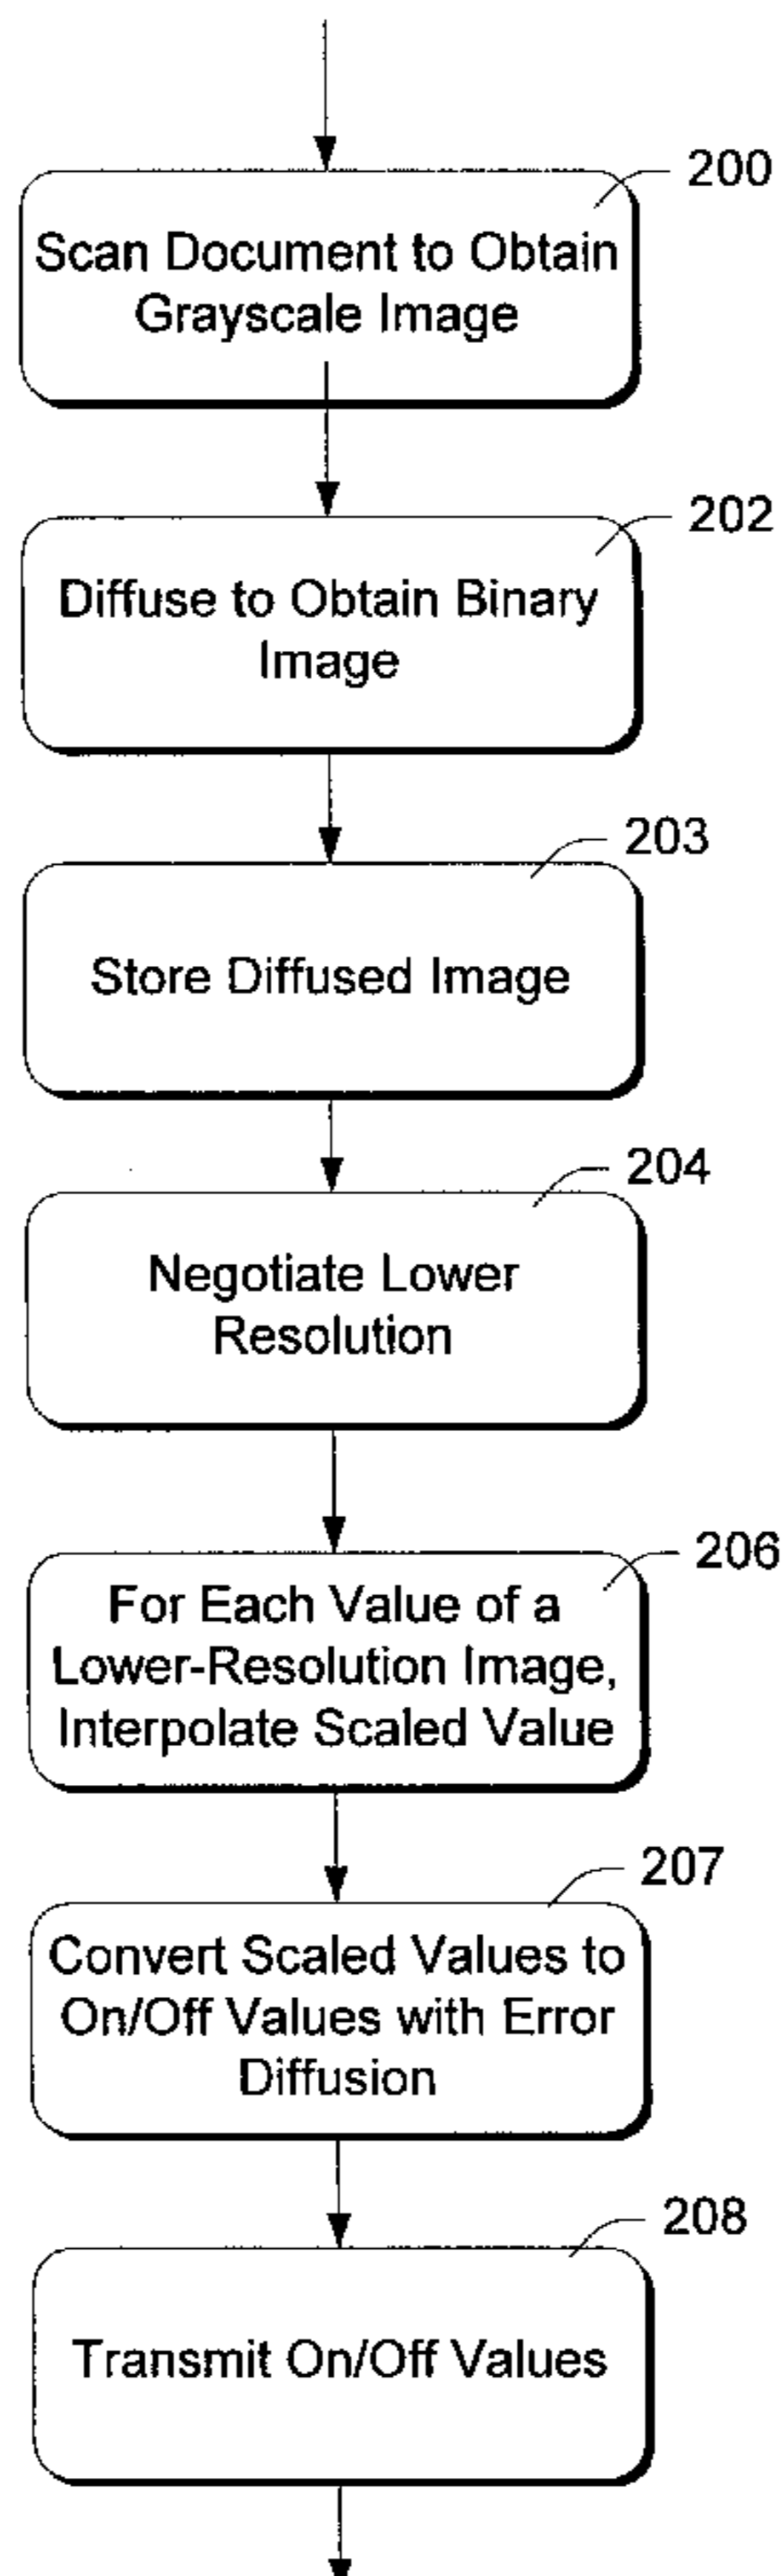 200
Scan Document to Obtain
Grayscale Image
202
Diffuse to Obtain Binary
Image
203
Store Diffused Image
204
Negotiate Lower
Resolution
206
For Each Value of a
Lower-Resolution Image,
Interpolate Scaled Value
207
Convert Scaled Values to
On/Off Values with Error
Diffusion
208
Transmit On/Off Values